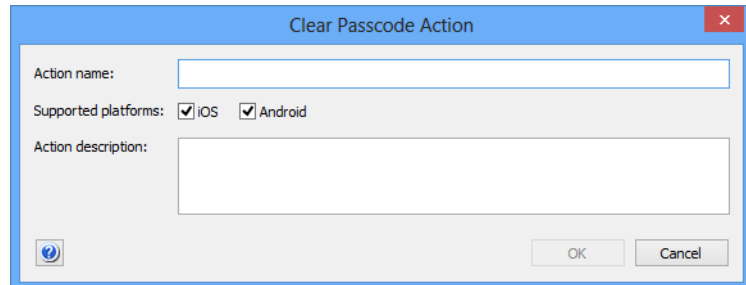 Clear Passcode Action
Action name:
Supported platforms: iOS Android
Action description:
OK Cancel